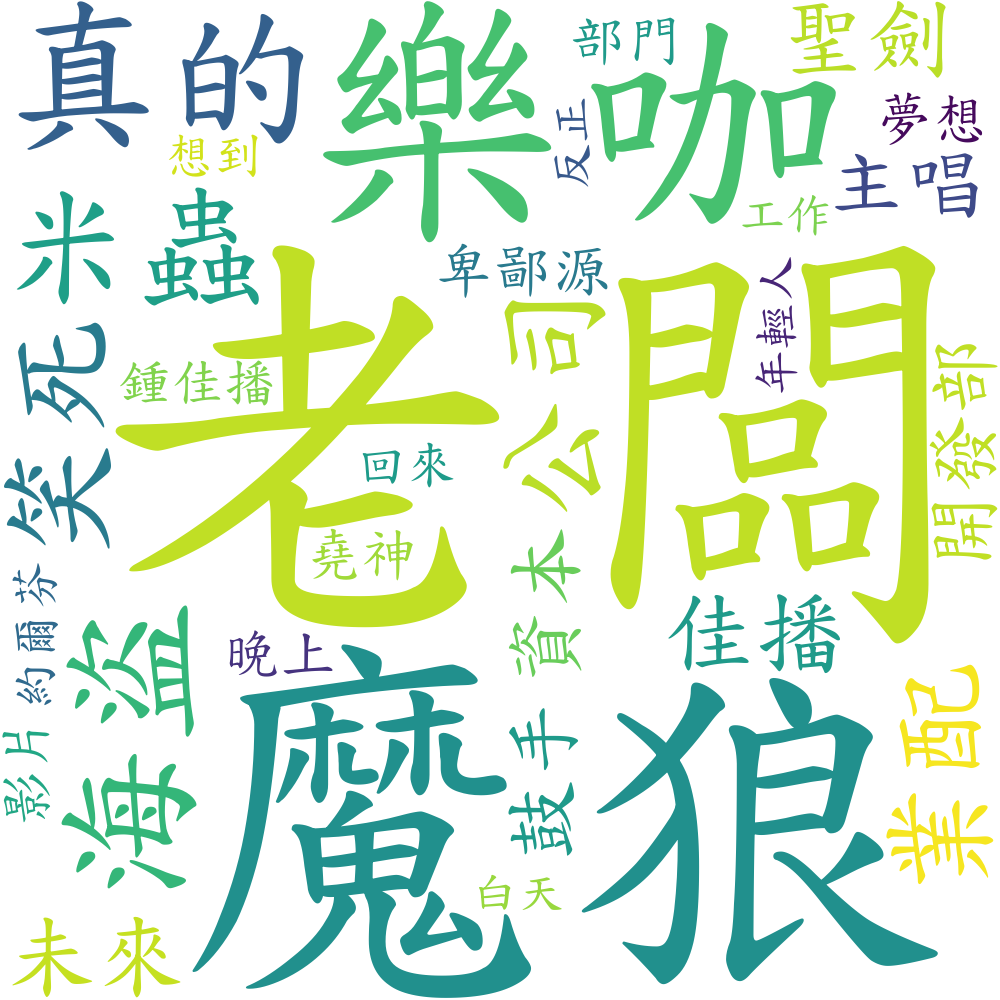 真的
樂咖
部門
聖劍
夢想
想到
反正
主唱
米蟲
工作
卑鄙源
老闆
年輕人
公司
笑死
鍾佳播
開發部
回來
堯神
資本
約爾芬
海盜
佳播
晚上
魔狼
業配
影片
鼓手
白天
未來